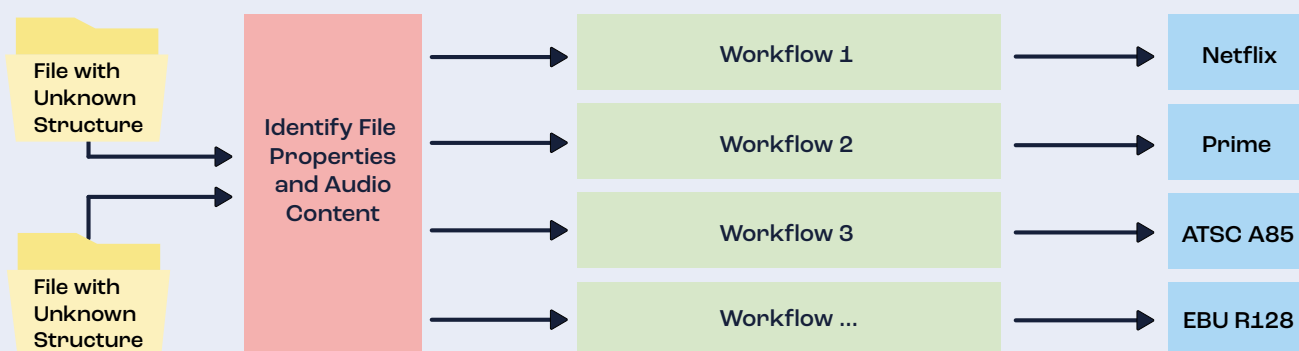 File with
Unknown
Structure
Identify File
Properties
and Audio
Content
Workflow 1
Netflix
Workflow 2
Prime
Workflow 3
ATSC A85
File with
Unknown
Structure
Workflow ...
EBU R128